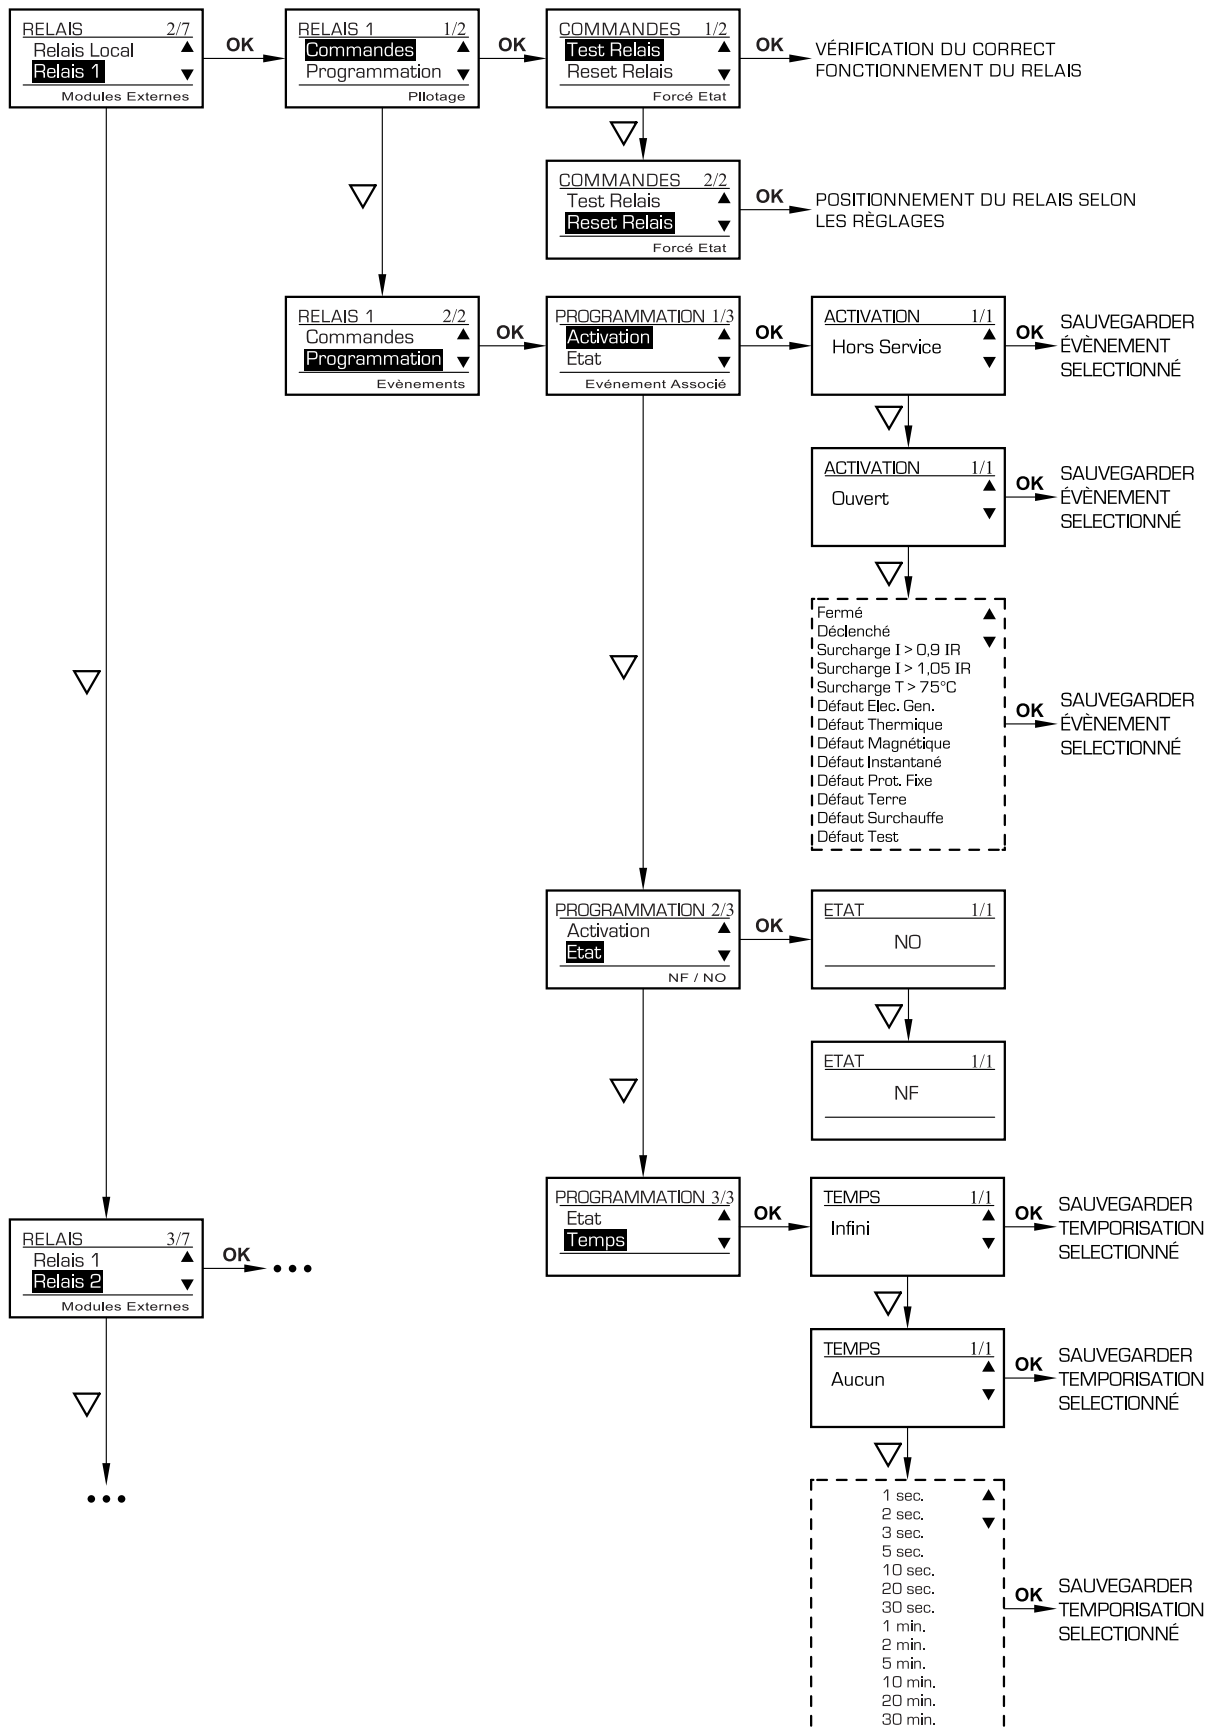 RELAIS 2/7
Relais Local
Relais 1
Modules Externes
OK
RELAIS 1 1/2
Commandes
Programmation
PIlotage
OK
COMMANDES 1/2
Test Relais
Reset Relais
Forcé Etat
OK
VÉRIFICATION DU CORRECT
FONCTIONNEMENT DU RELAIS
COMMANDES 2/2
Test Relais
Reset Relais
Forcé Etat
OK
POSITIONNEMENT DU RELAIS SELON
LES RÈGLAGES
RELAIS 1 2/2
Commandes
Programmation
Evènements
OK
PROGRAMMATION 1/3
Activation
Etat
Evénement Associé
OK
ACTIVATION 1/1
Hors Service
OK
SAUVEGARDER
ÉVÈNEMENT
SELECTIONNÉ
ACTIVATION 1/1
Ouvert
OK
SAUVEGARDER
ÉVÈNEMENT
SELECTIONNÉ
Fermé
Déclenché
Surcharge I > 0,9 IR
Surcharge I > 1,05 IR
Surcharge T > 75°C
Défaut Elec. Gen.
Défaut Thermique
Défaut Magnétique
Défaut Instantané
Défaut Prot. Fixe
Défaut Terre
Défaut Surchauffe
Défaut Test
OK
SAUVEGARDER
ÉVÈNEMENT
SELECTIONNÉ
PROGRAMMATION 2/3
Activation
Etat
NF / NO
OK
ETAT 1/1
NO
ETAT 1/1
NF
PROGRAMMATION 3/3
Etat
Temps
OK
TEMPS 1/1
Infini
OK
SAUVEGARDER
TEMPORISATION
SELECTIONNÉ
RELAIS 3/7
Relais 1
Relais 2
Modules Externes
OK
TEMPS 1/1
Aucun
OK
SAUVEGARDER
TEMPORISATION
SELECTIONNÉ
1 sec.
2 sec.
3 sec.
5 sec.
10 sec.
20 sec.
30 sec.
1 min.
2 min.
5 min.
10 min.
20 min.
30 min.
OK
SAUVEGARDER
TEMPORISATION
SELECTIONNÉ